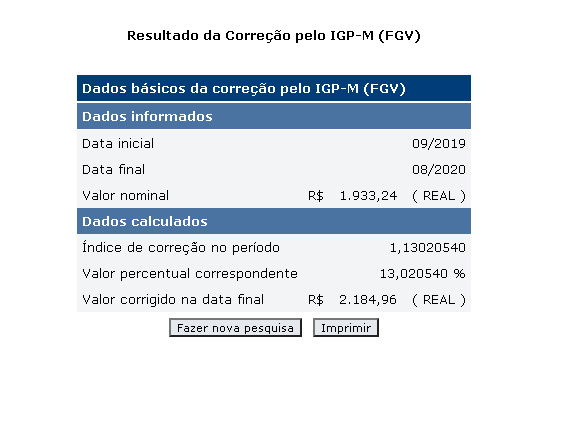 Resultado da Correção pelo IGP-M (FGV)
Dados básicos da correção pelo IGP-M (FGV)
Dados informados
Data inicial 09/2019
Data final 08/2020
Valor nominal R$ 1.933,24 ( REAL )
Dados calculados
Índice de correção no período 1,13020540
Valor percentual correspondente 13,020540 %
Valor corrigido na data final R$ 2.184,96 ( REAL )
Fazer nova pesquisa Imprimir